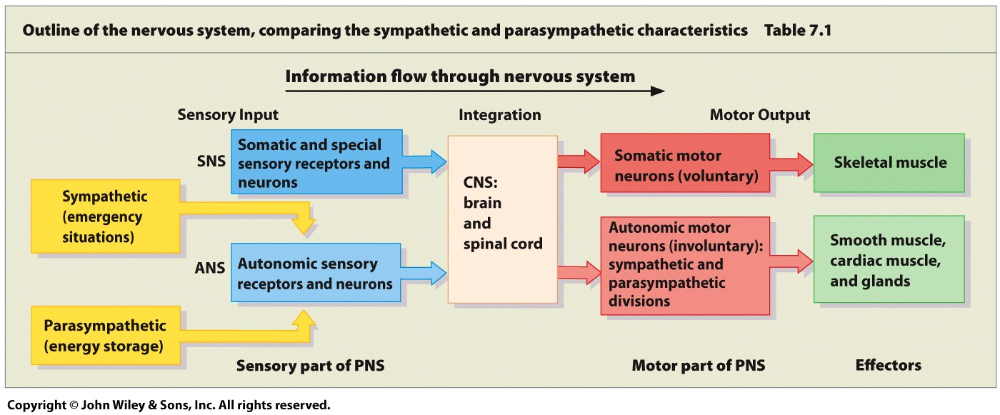 Outline of the nervous system, comparing the sympathetic and parasympathetic characteristics Table 7.1
Information flow through nervous system
Sensory Input
Integration
Motor Output
SNS
Somatic and special
sensory receptors and
neurons
Sympathetic
(emergency
situations)
ANS
Autonomic sensory
receptors and neurons
Parasympathetic
(energy storage)
Sensory part of PNS
CNS:
brain
and
spinal cord
Somatic motor
neurons (voluntary)
Autonomic motor
neurons (involuntary):
sympathetic and
parasympathetic
divisions
Motor part of PNS
Skeletal muscle
Smooth muscle,
cardiac muscle,
and glands
Effectors
Copyright © John Wiley & Sons, Inc. All rights reserved.